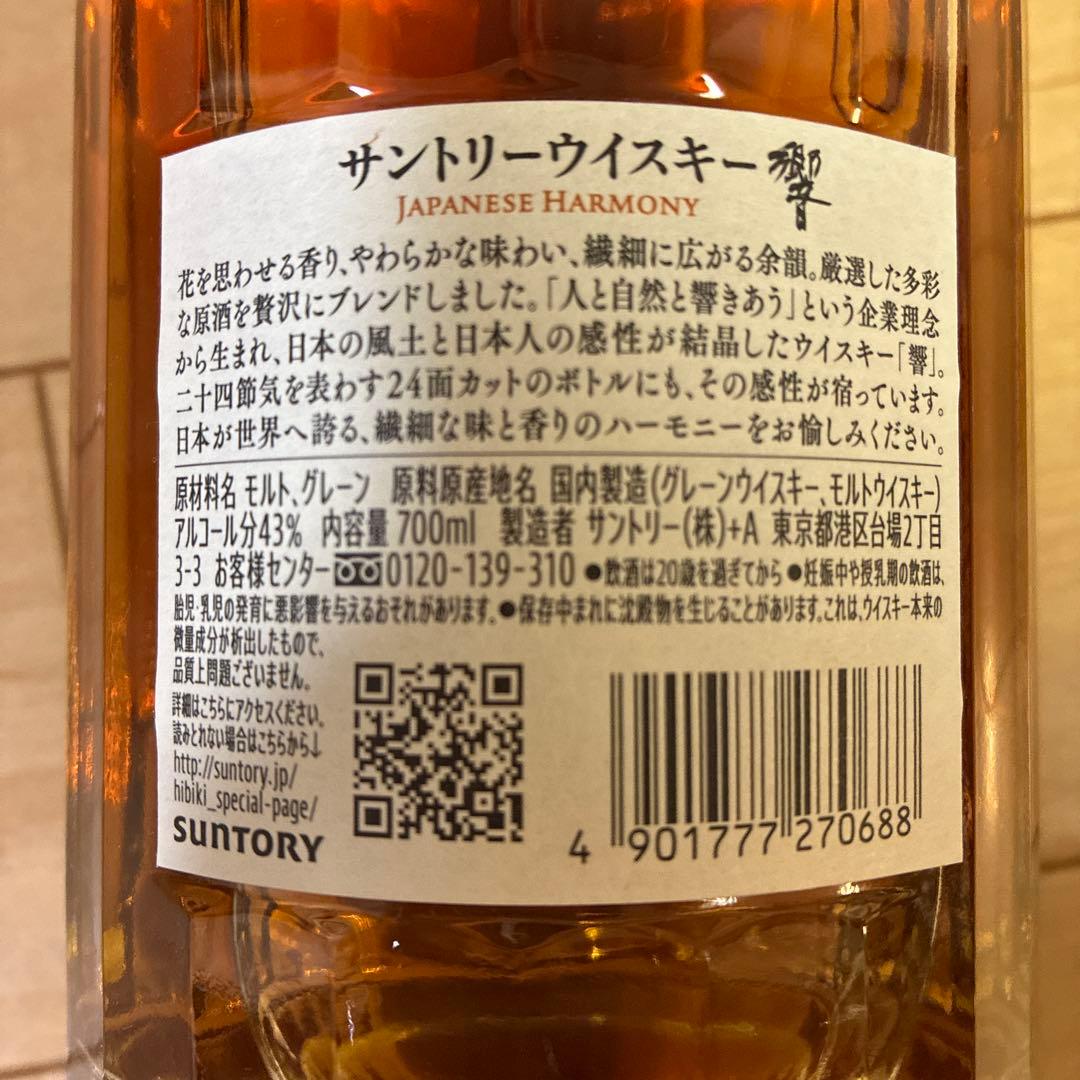 サントリーウイスキー 響
JAPANESE HARMONY
花を思わせる香り、やわらかな味わい、繊細に広がる余韻。厳選した多彩
な原酒を贅沢にブレンドしました。「人と自然と響きあう」という企業理念
から生まれ、日本の風土と日本人の感性が結晶したウイスキー「響」。
二十四節気を表わす24面カットのボトルにも、その感性が宿っています。
日本が世界へ誇る、繊細な味と香りのハーモニーをお愉しみください。
原材料名 モルト、グレーン 原料原産地名 国内製造(グレーンウイスキー、モルトウイスキー)
アルコール分43% 内容量 700ml 製造者 サントリー(株)+A 東京都港区台場2丁目
3-3 お客様センター 0120-139-310 ●飲酒は20歳を過ぎてから ●妊娠中や授乳期の飲酒は、
胎児・乳児の発育に悪影響を与えるおそれがあります。 ●保存中まれに沈殿物を生じることがあります。これは、ウイスキー本来の
微量成分が析出したもので、
品質上問題ございません。
詳細はこちらにアクセスください。
読みとれない場合はこちらから↓
http://suntory.jp/
hibiki_special-page/
SUNTORY
4 901777 270688